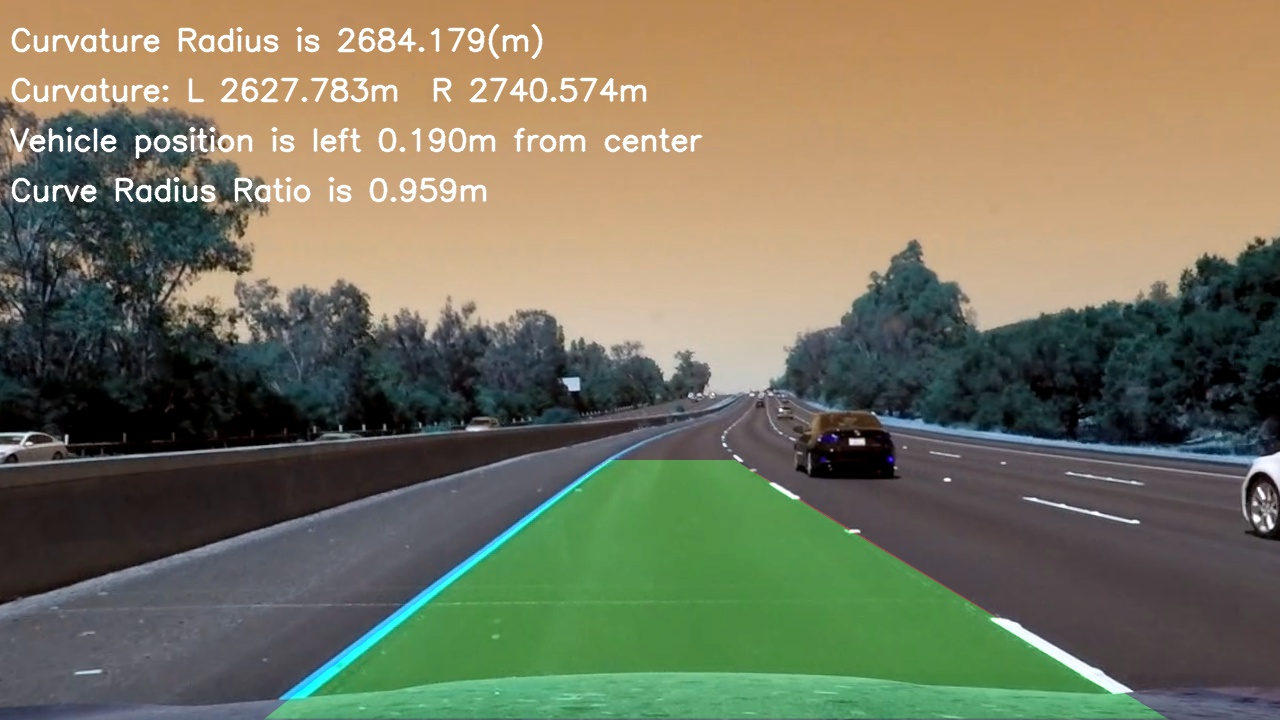 Curvature Radius is 2684.179(m)
Curvature: L 2627.783m R 2740.574m
Vehicle position is left 0.190m from center
Curve Radius Ratio is 0.959m